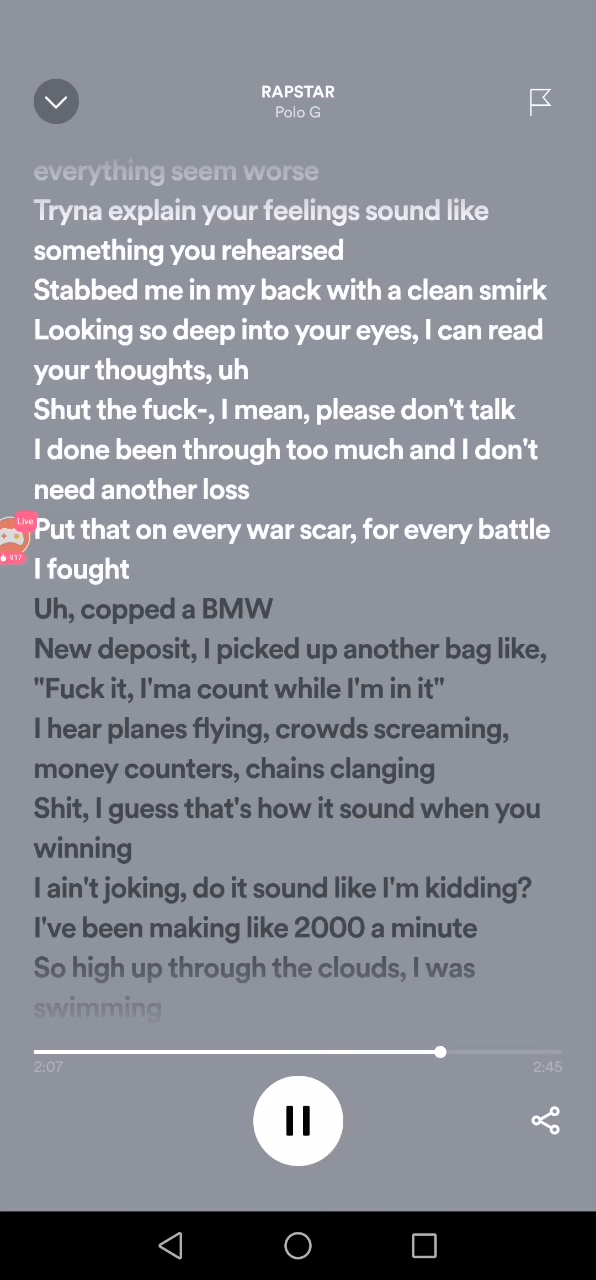 RAPSTAR
Polo G
everything seem worse
Tryna explain your feelings sound like
something you rehearsed
Stabbed me in my back with a clean smirk
Looking so deep into your eyes, I can read
your thoughts, uh
Shut the fuck-, I mean, please don't talk
I done been through too much and I don't
need another loss
Live
Put that on every war scar, for every battle
917
I fought
Uh, copped a BMW
New deposit, I picked up another bag like,
"Fuck it, I'ma count while I'm in it"
I hear planes flying, crowds screaming,
money counters, chains clanging
Shit, I guess that's how it sound when you
winning
I ain't joking, do it sound like I'm kidding?
I've been making like 2000 a minute
So high up through the clouds, I was
swimming
2:07
2:45